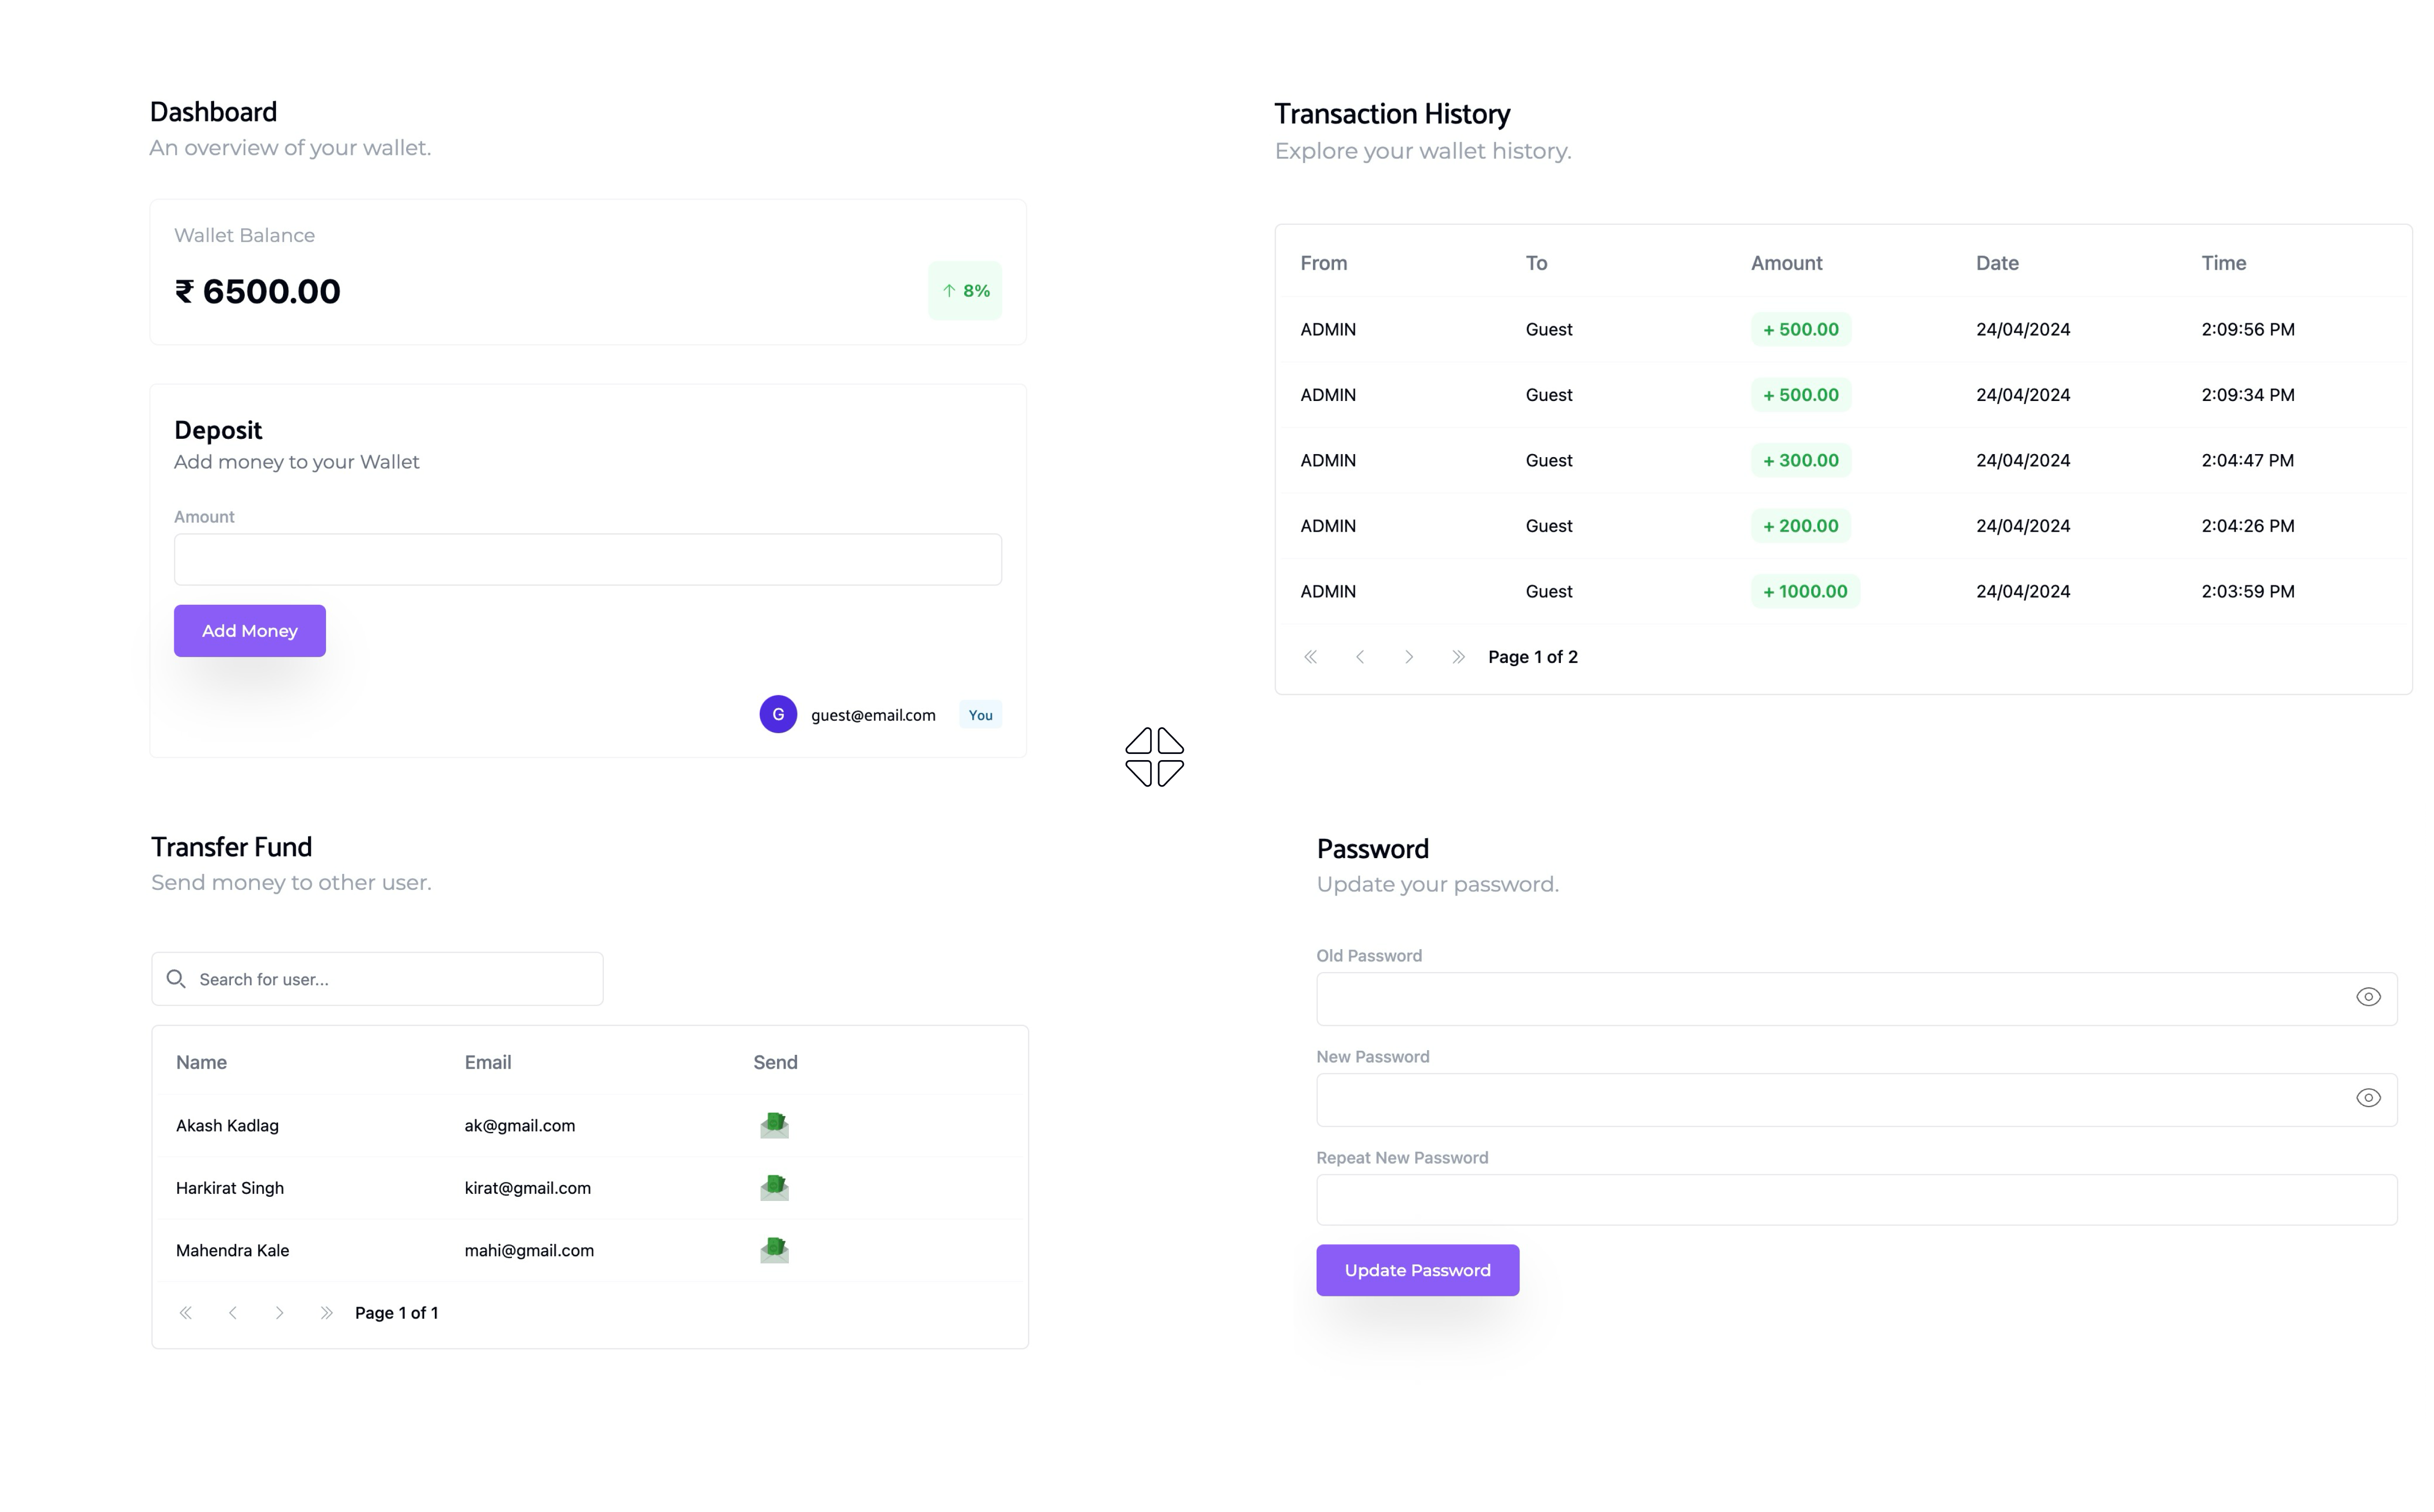 Dashboard
An overview of your wallet.
Wallet Balance
₹ 6500.00
↑ 8%
Deposit
Add money to your Wallet
Amount
Add Money
G guest@email.com You
Transaction History
Explore your wallet history.
From To Amount Date Time
ADMIN Guest + 500.00 24/04/2024 2:09:56 PM
ADMIN Guest + 500.00 24/04/2024 2:09:34 PM
ADMIN Guest + 300.00 24/04/2024 2:04:47 PM
ADMIN Guest + 200.00 24/04/2024 2:04:26 PM
ADMIN Guest + 1000.00 24/04/2024 2:03:59 PM
Page 1 of 2
Transfer Fund
Send money to other user.
Search for user...
Name Email Send
Akash Kadlag ak@gmail.com
Harkirat Singh kirat@gmail.com
Mahendra Kale mahi@gmail.com
Page 1 of 1
Password
Update your password.
Old Password
New Password
Repeat New Password
Update Password